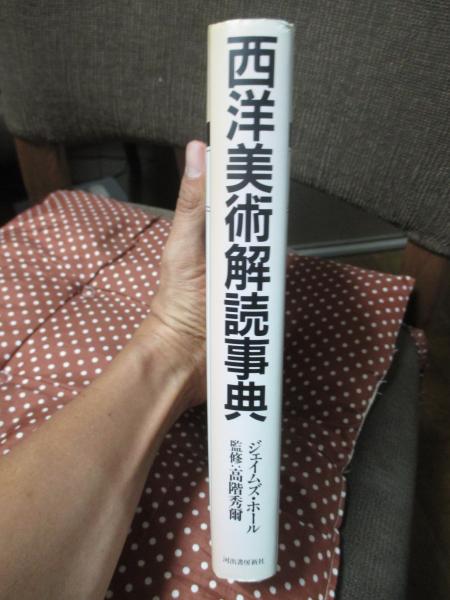 西洋美術解読事典
ジェイムズ・ホール
監修:高階秀爾
河出書房新社